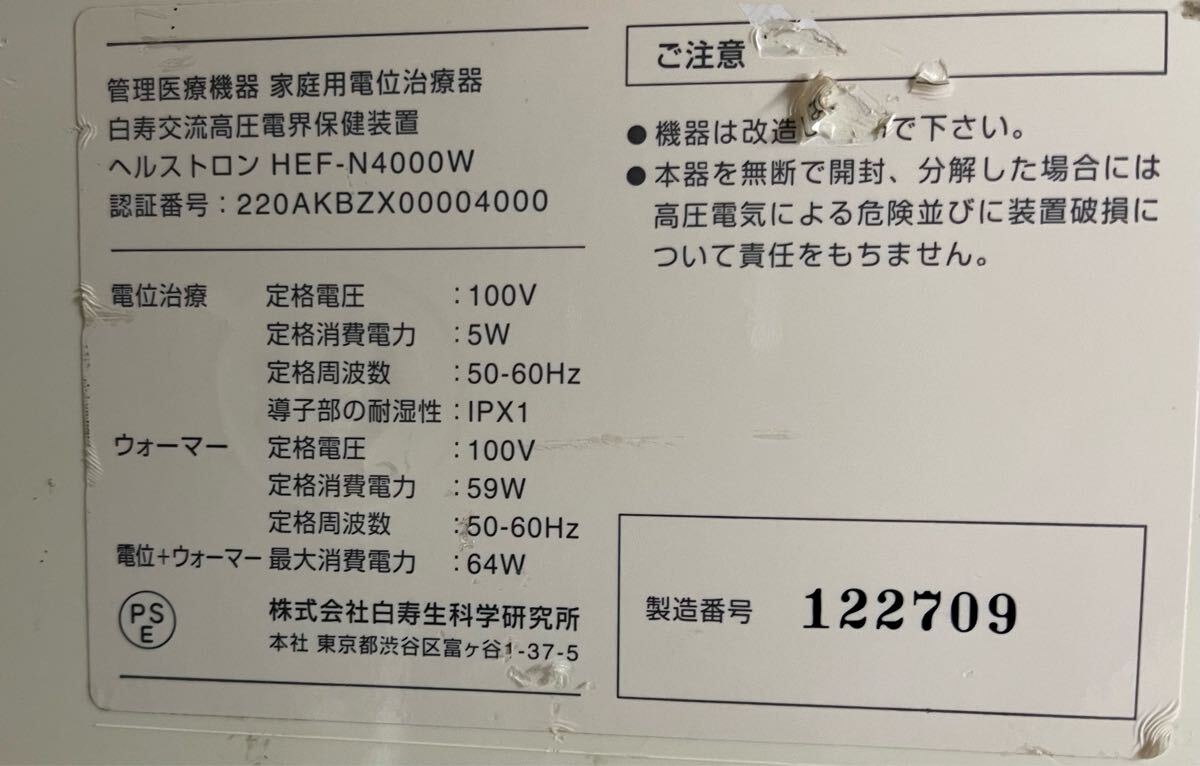 管理医療機器 家庭用電位治療器
白寿交流高圧電界保健装置
ヘルストロン HEF-N4000W
認証番号：220AKBZX00004000
電位治療 定格電圧 ：100V
定格消費電力 ：5W
定格周波数 ：50-60Hz
導子部の耐湿性 ：IPX1
ウォーマー 定格電圧 ：100V
定格消費電力 ：59W
定格周波数 ：50-60Hz
電位+ウォーマー 最大消費電力 ：64W
PS
E
株式会社白寿生科学研究所
本社 東京都渋谷区富ヶ谷1-37-5
ご注意
●機器は改造 で下さい。
●本器を無断で開封、分解した場合には
高圧電気による危険並びに装置破損に
ついて責任をもちません。
製造番号 122709